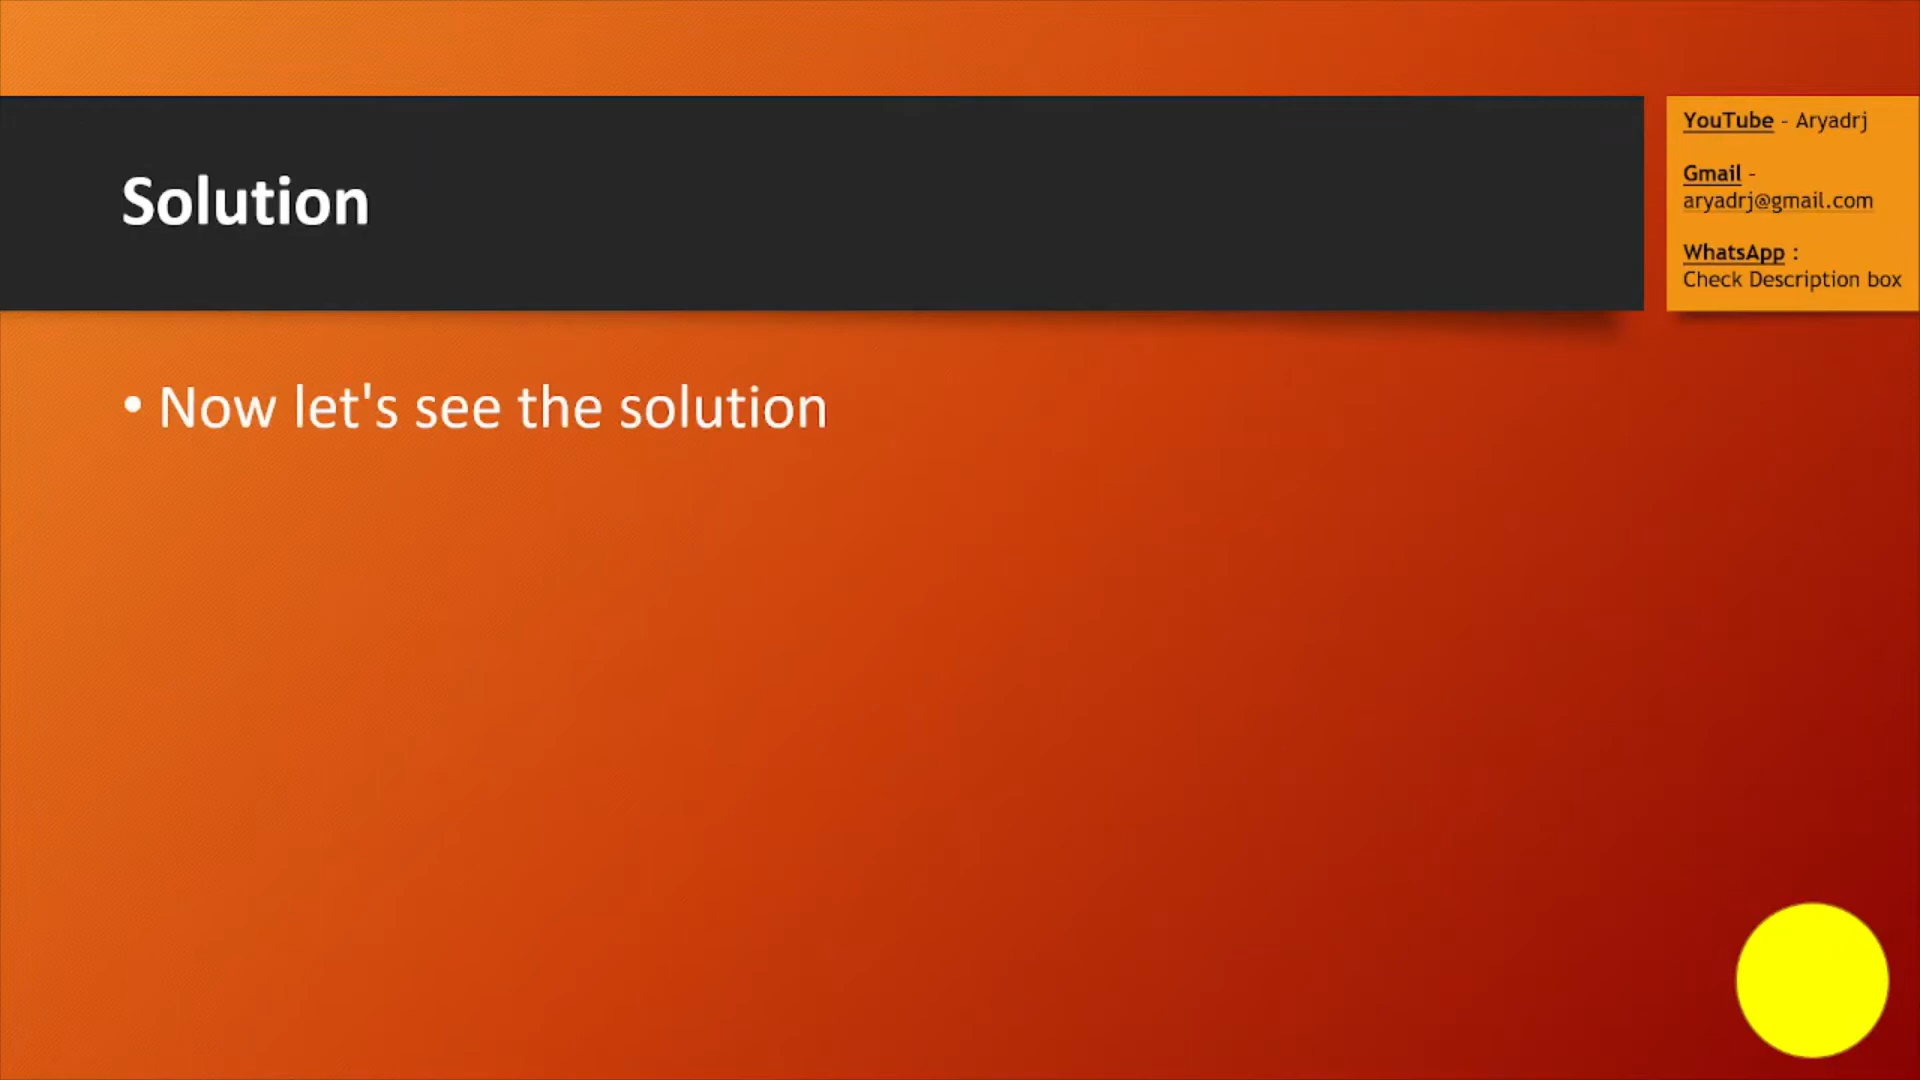 Solution
YouTube - Aryadrj
Gmail -
aryadrj@gmail.com
WhatsApp :
Check Description box
• Now let's see the solution